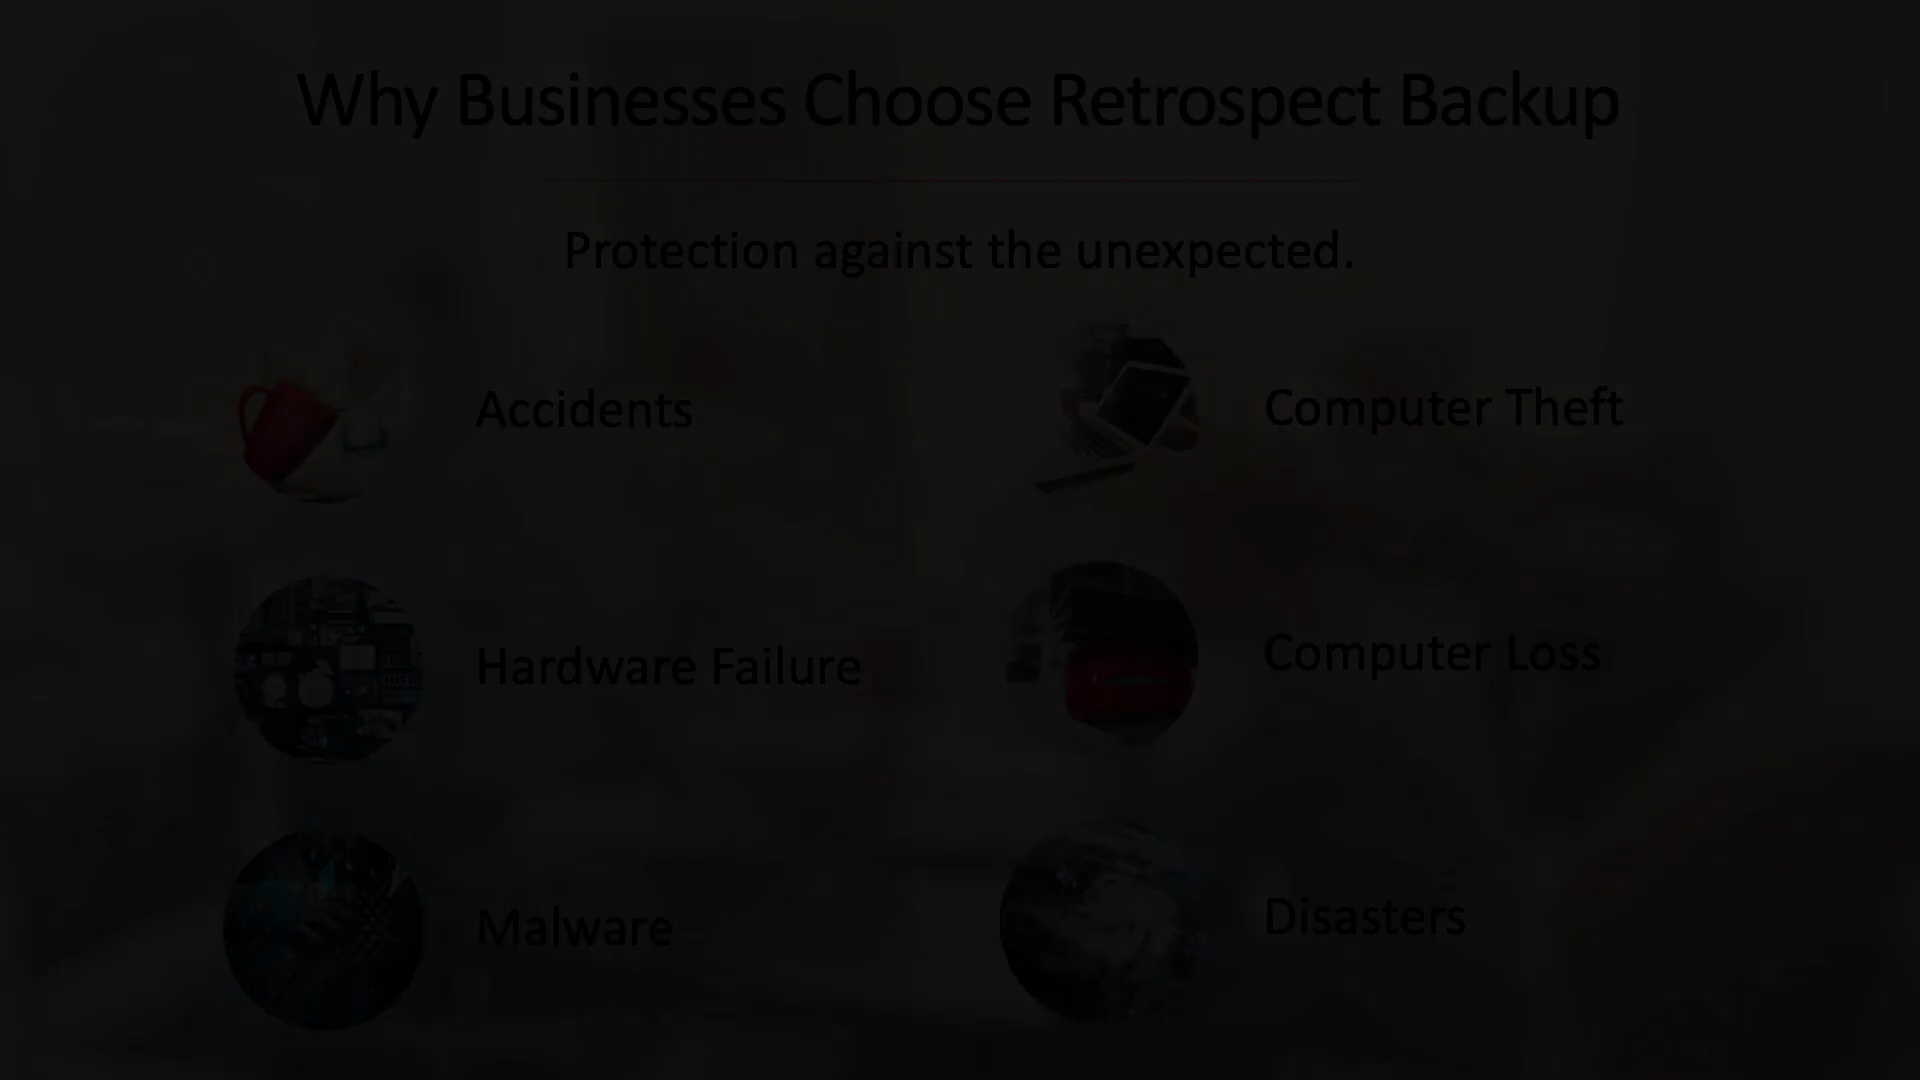 Why Businesses Choose Retrospect Backup
Protection against the unexpected.
Accidents
Computer Theft
Hardware Failure
Computer Loss
Malware
Disasters